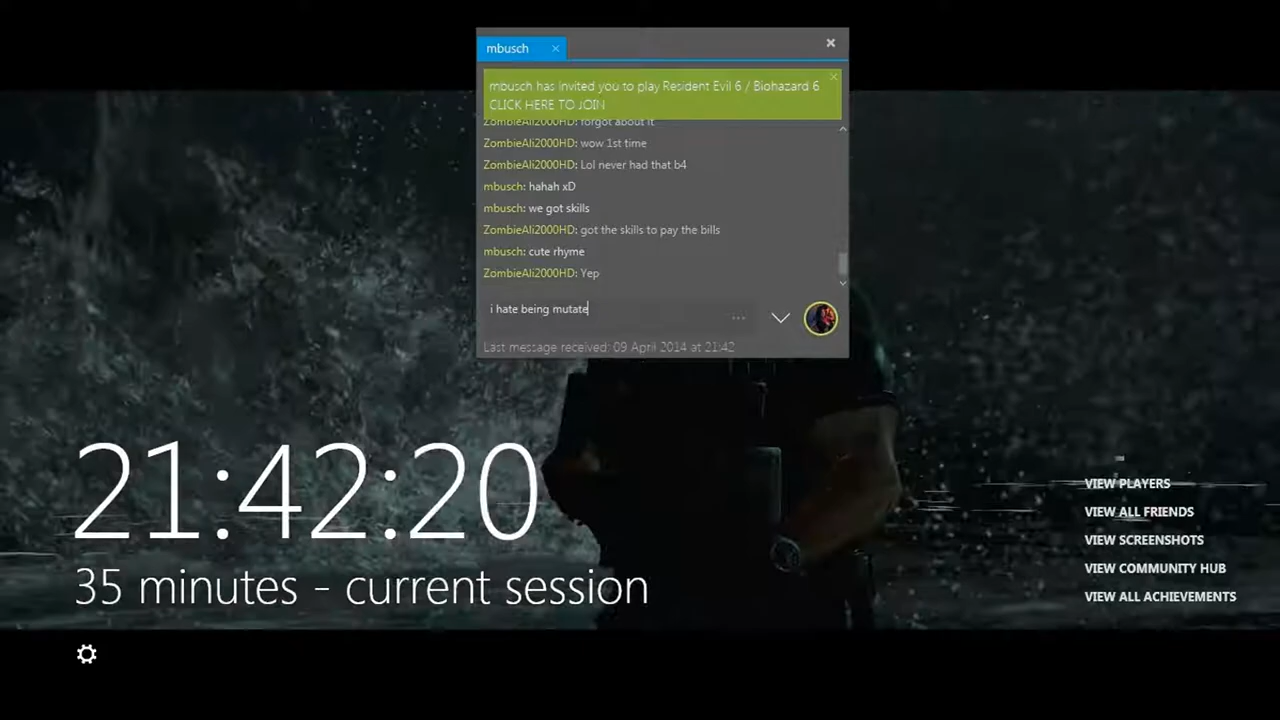 mbusch
mbusch has invited you to play Resident Evil 6 / Biohazard 6
CLICK HERE TO JOIN
ZombieAli2000HD: forgot about it
ZombieAli2000HD: wow 1st time
ZombieAli2000HD: Lol never had that b4
mbusch: hahah xD
mbusch: we got skills
ZombieAli2000HD: got the skills to pay the bills
mbusch: cute rhyme
ZombieAli2000HD: Yep
i hate being mutate
Last message received: 09 April 2014 at 21:42
21:42:20
35 minutes - current session
VIEW PLAYERS
VIEW ALL FRIENDS
VIEW SCREENSHOTS
VIEW COMMUNITY HUB
VIEW ALL ACHIEVEMENTS